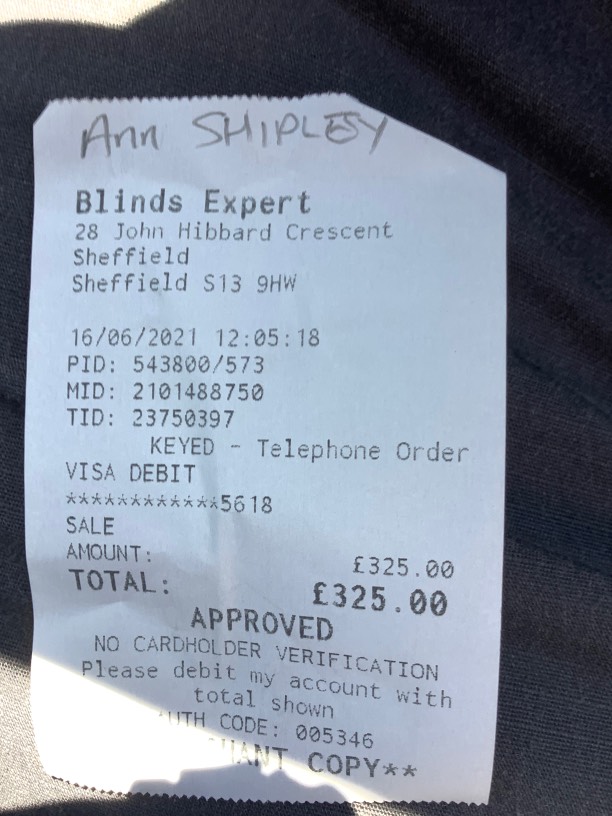 Ann SHIPLEY
Blinds Expert
28 John Hibbard Crescent
Sheffield
Sheffield S13 9HW
16/06/2021 12:05:18
PID: 543800/573
MID: 2101488750
TID: 23750397
KEYED - Telephone Order
VISA DEBIT
************5618
SALE
AMOUNT: £325.00
TOTAL: £325.00
APPROVED
NO CARDHOLDER VERIFICATION
Please debit my account with
total shown
CODE: 005346
COPY**